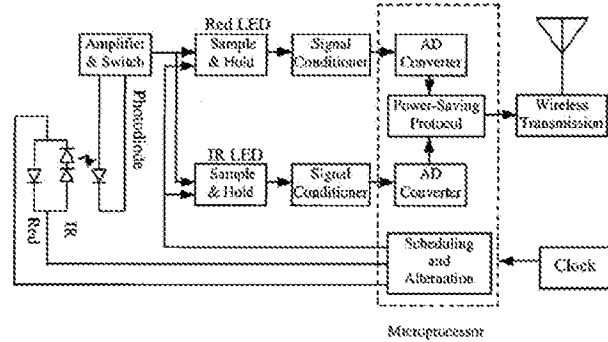 Red LED
Amplifier
& Switch
Sample
& Hold
Signal
Conditioner
AD
Converter
Photodiode
Power-Saving
Protocol
Wireless
Transmission
IR LED
Sample
& Hold
Signal
Conditioner
AD
Converter
Red
IR
Scheduling
and
Alternation
Clock
Microprocessor